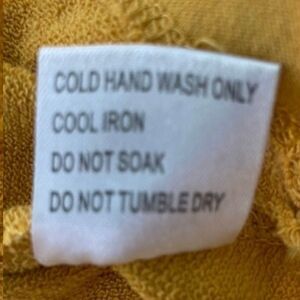 COLD HAND WASH ONLY
COOL IRON
DO NOT SOAK
DO NOT TUMBLE DRY